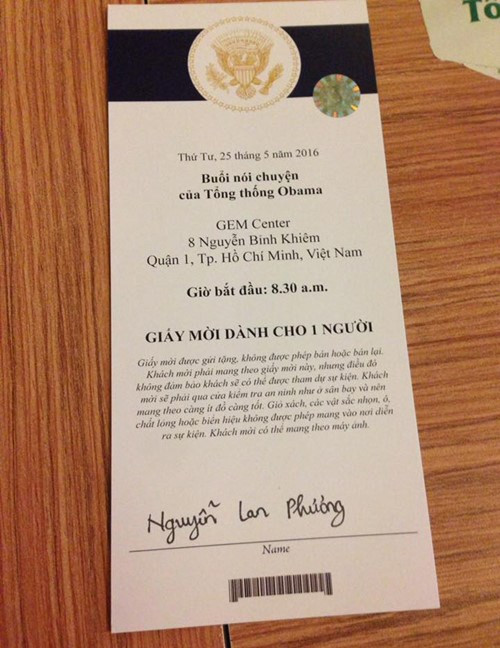 TỐ
Thứ Tư, 25 tháng 5 năm 2016
Buổi nói chuyện
của Tổng thống Obama
GEM Center
8 Nguyễn Bỉnh Khiêm
Quận 1, Tp. Hồ Chí Minh, Việt Nam
Giờ bắt đầu: 8.30 a.m.
GIẤY MỜI DÀNH CHO 1 NGƯỜI
Giấy mời được gửi tặng, không được phép bán hoặc bán lại.
Khách mời phải mang theo giấy mời này, nhưng điều đó
không đảm bảo khách sẽ có thể được tham dự sự kiện. Khách
mời sẽ phải qua cửa kiểm tra an ninh như ở sân bay và nên
mang theo càng ít đồ càng tốt. Giỏ xách, các vật sắc nhọn, ô,
chất lỏng hoặc biển hiệu không được phép mang vào nơi diễn
ra sự kiện. Khách mời có thể mang theo máy ảnh.
Nguyễn Lan Phương
Name